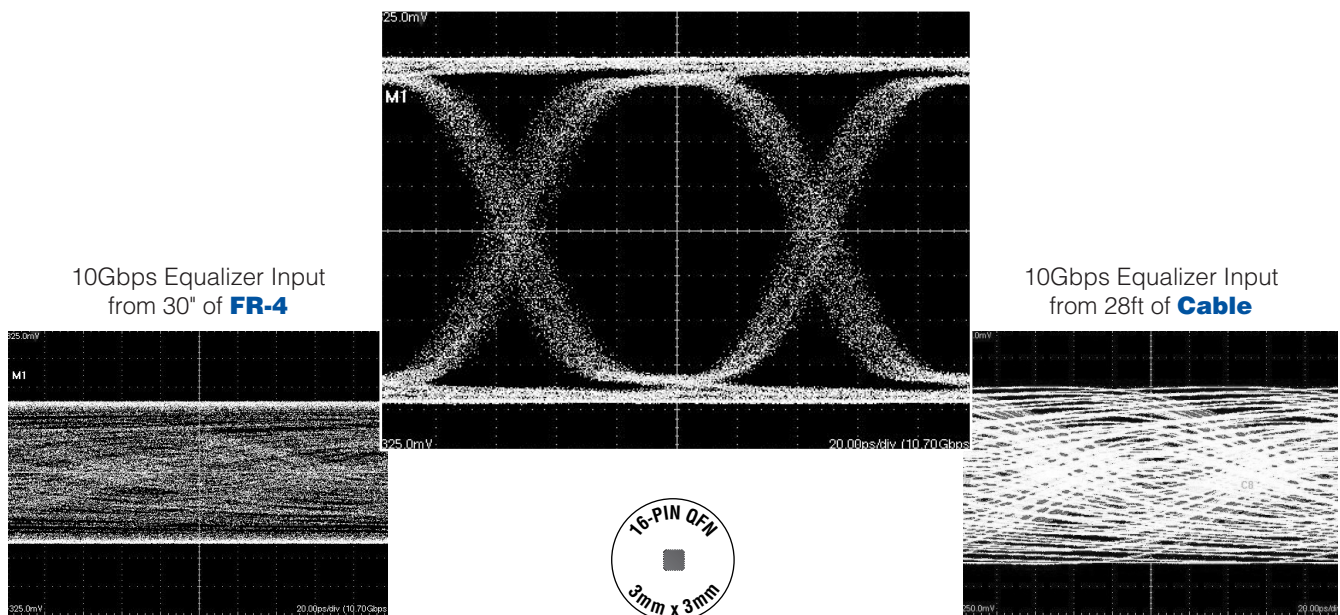 25.0mV
M1
325.0mV
20.00ps/div (10.70Gbps
10Gbps Equalizer Input
from 30" of FR-4
325.0mV
M1
325.0mV
20.00ps/div (10.70Gbps
10Gbps Equalizer Input
from 28ft of Cable
.0mV
C8
250.0mV
20.00ps/
16-PIN QFN
3mm x 3mm